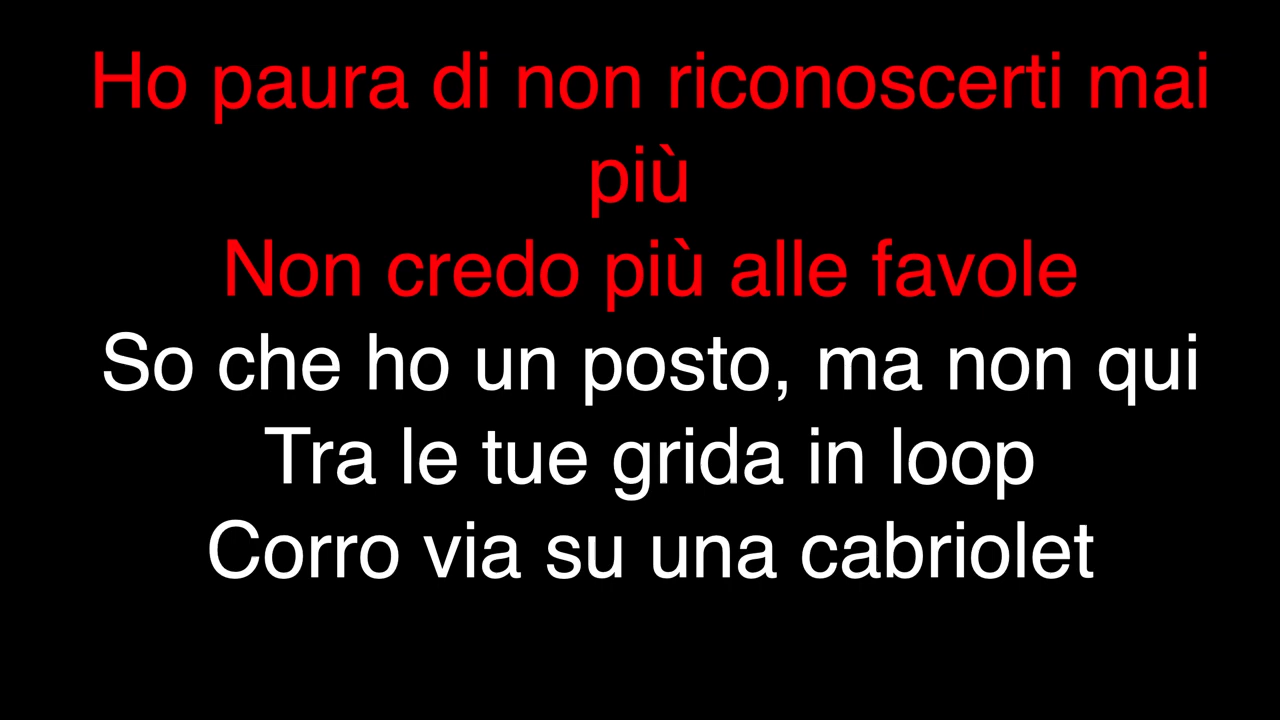 Ho paura di non riconoscerti mai
più
Non credo più alle favole
So che ho un posto, ma non qui
Tra le tue grida in loop
Corro via su una cabriolet